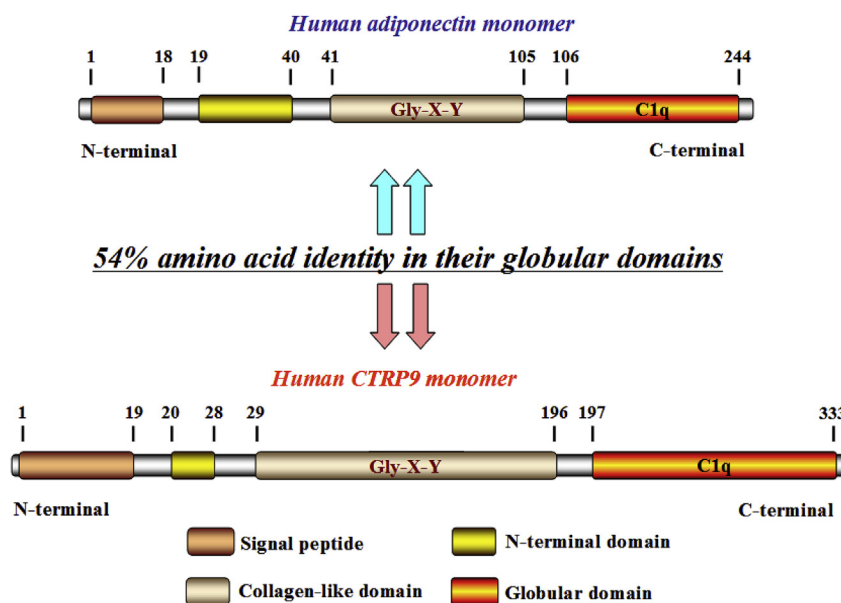 Human adiponectin monomer
1 18 19 40 41 105 106 244
Gly-X-Y C1q
N-terminal C-terminal
54% amino acid identity in their globular domains
Human CTRP9 monomer
1 19 20 28 29 196 197 333
Gly-X-Y C1q
N-terminal C-terminal
Signal peptide N-terminal domain
Collagen-like domain Globular domain